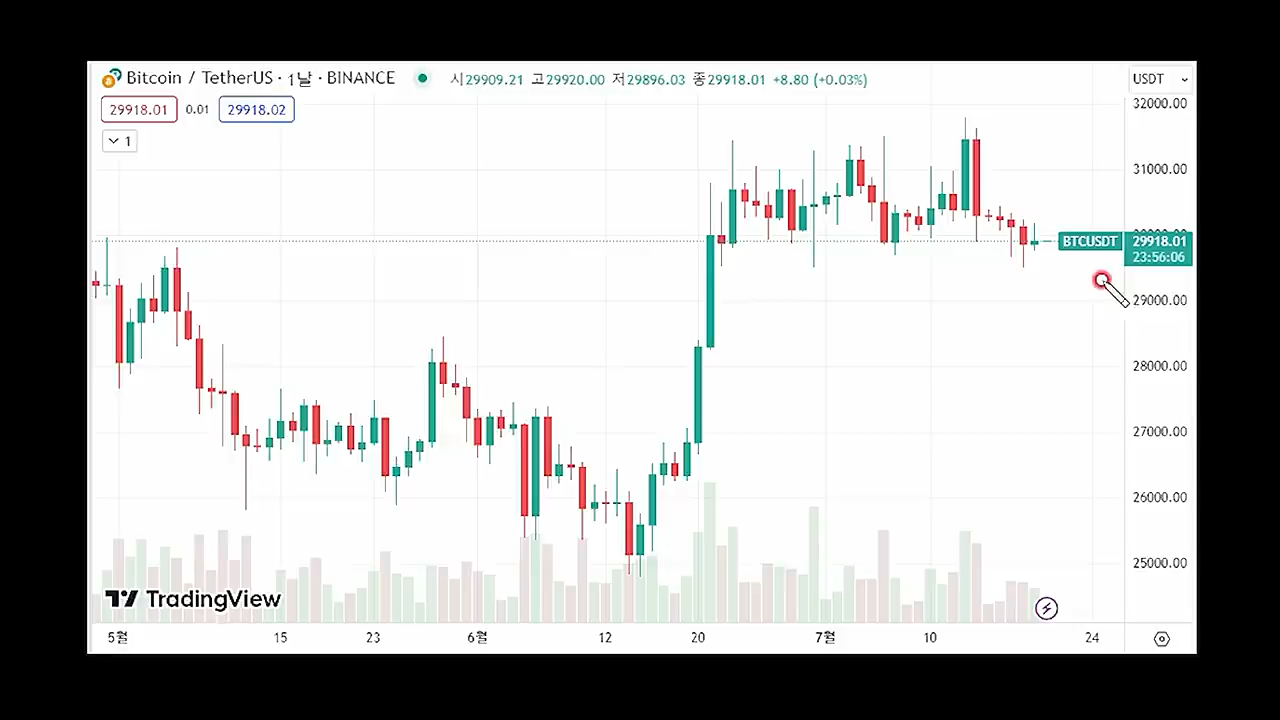 Bitcoin / TetherUS · 1날 · BINANCE 시29909.21 고29920.00 저29896.03 종29918.01 +8.80 (+0.03%)
USDT
29918.01 0.01 29918.02
1
32000.00
31000.00
30000.00
BTCUSDT 29918.01
23:56:06
29000.00
28000.00
27000.00
26000.00
25000.00
TradingView
5월 15 23 6월 12 20 7월 10 24